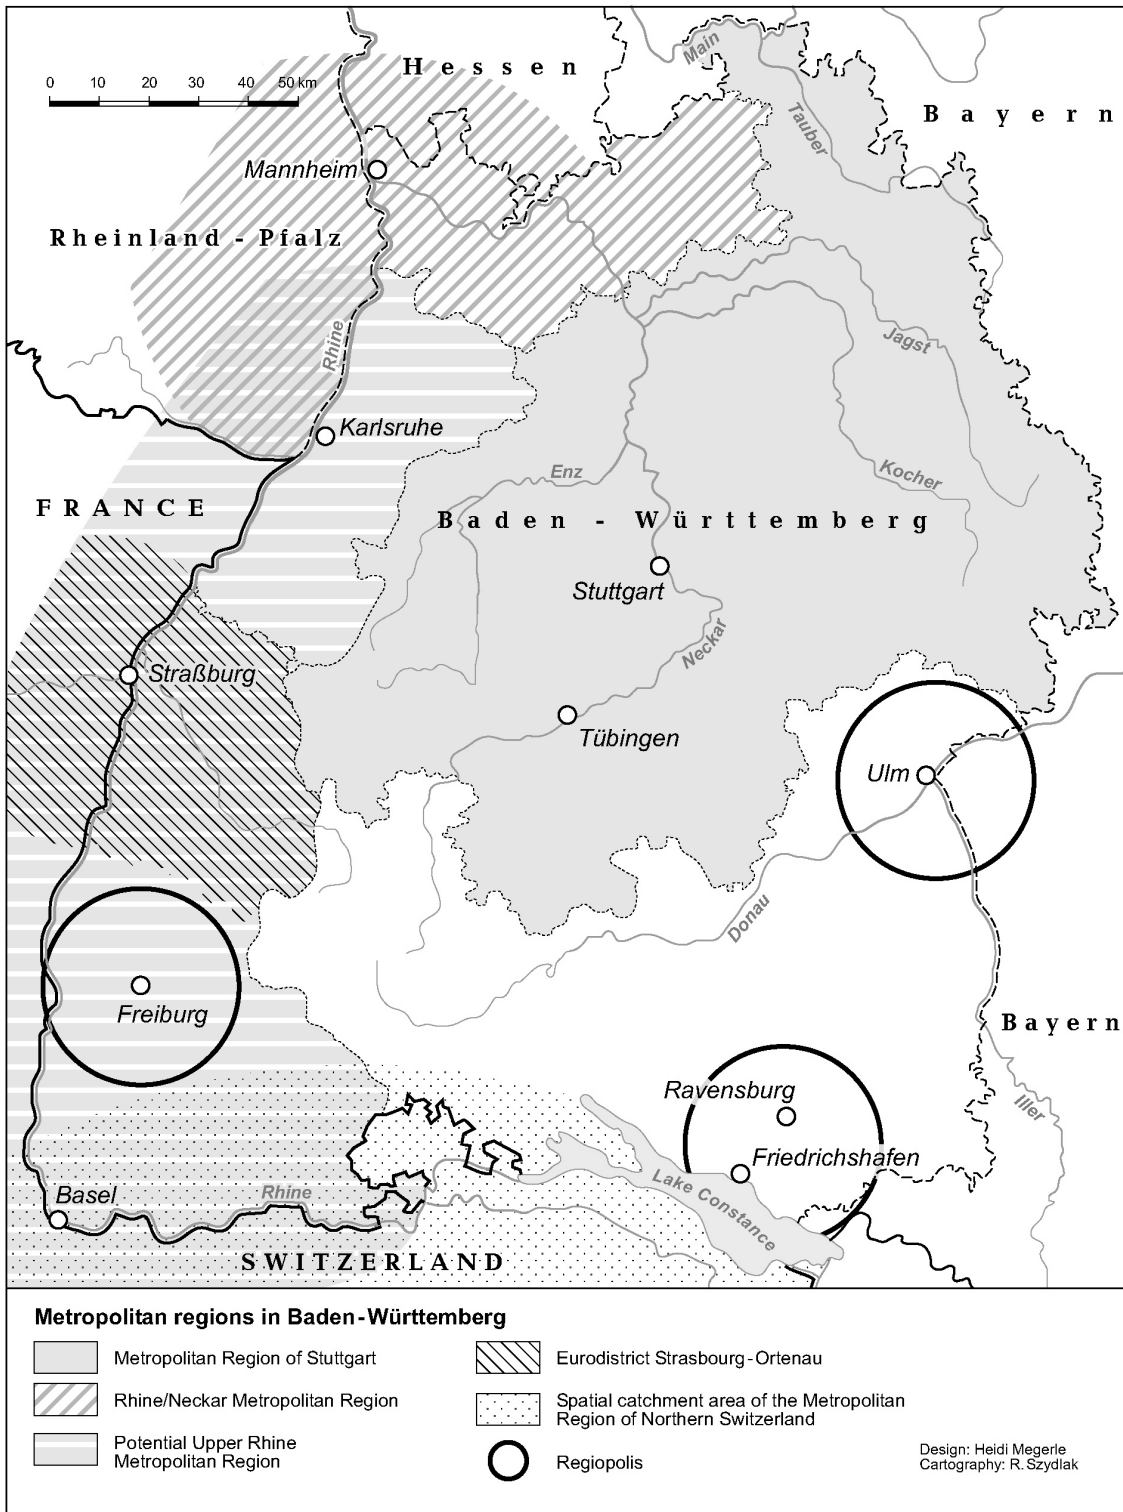 Main
Hessen
0 10 20 30 40 50 km
Bayern
Tauber
Mannheim
Rheinland - Pfalz
Rhine
Jagst
Karlsruhe
Enz
Kocher
FRANCE
Baden - Württemberg
Stuttgart
Neckar
Straßburg
Tübingen
Ulm
Donau
Freiburg
Bayern
Ravensburg
Iller
Friedrichshafen
Lake Constance
Basel
Rhine
SWITZERLAND
Metropolitan regions in Baden-Württemberg
Metropolitan Region of Stuttgart
Rhine/Neckar Metropolitan Region
Potential Upper Rhine
Metropolitan Region
Eurodistrict Strasbourg-Ortenau
Spatial catchment area of the Metropolitan
Region of Northern Switzerland
Regiopolis
Design: Heidi Megerle
Cartography: R. Szydlak